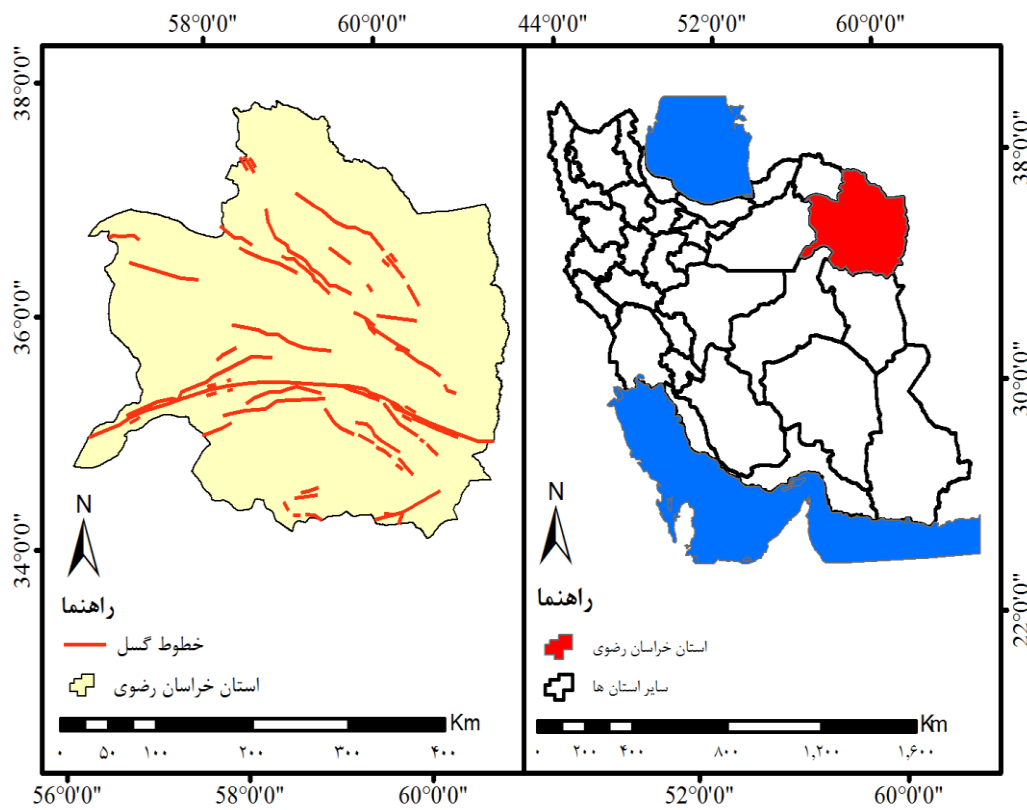 58°0'0" 60°0'0"
44°0'0" 52°0'0" 60°0'0"
38°0'0"
36°0'0"
34°0'0"
38°0'0"
30°0'0"
22°0'0"
N
راهنما
خطوط گسل
استان خراسان رضوی
Km
۰ ۵۰ ۱۰۰ ۲۰۰ ۳۰۰ ۴۰۰
N
راهنما
استان خراسان رضوی
سایر استان ها
Km
۰ ۲۰۰ ۴۰۰ ۸۰۰ ۱,۲۰۰ ۱,۶۰۰
56°0'0" 58°0'0" 60°0'0"
52°0'0" 60°0'0"